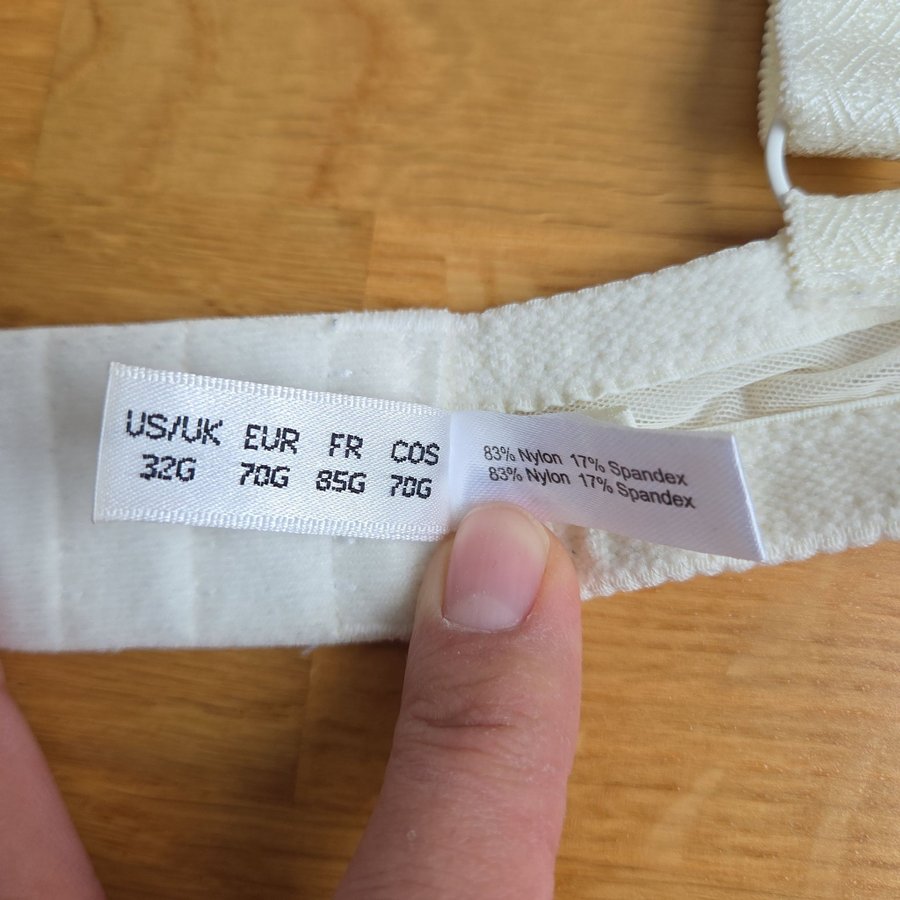 US/UK EUR FR COS
32G 70G 85G 70G
83% Nylon 17% Spandex
83% Nylon 17% Spandex